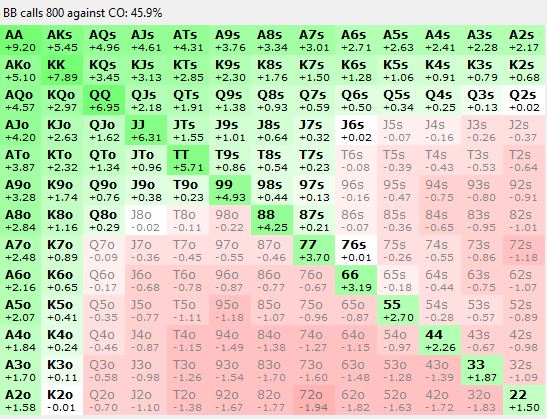 BB calls 800 against CO: 45.9%
AA AKs AQs AJs ATs A9s A8s A7s A6s A5s A4s A3s A2s
+9.20 +5.45 +4.96 +4.61 +4.31 +3.76 +3.34 +3.01 +2.71 +2.63 +2.41 +2.28 +2.17
AKo KK KQs KJs KTs K9s K8s K7s K6s K5s K4s K3s K2s
+5.10 +7.89 +3.45 +3.13 +2.85 +2.30 +1.76 +1.50 +1.28 +1.06 +0.91 +0.79 +0.68
AQo KQo QQ QJs QTs Q9s Q8s Q7s Q6s Q5s Q4s Q3s Q2s
+4.57 +2.97 +6.95 +2.18 +1.91 +1.38 +0.93 +0.59 +0.50 +0.34 +0.25 +0.13 +0.02
AJo KJo QJo JJ JTs J9s J8s J7s J6s J5s J4s J3s J2s
+4.20 +2.63 +1.62 +6.31 +1.55 +1.01 +0.64 +0.32 +0.02 -0.07 -0.16 -0.26 -0.37
ATo KTo QTo JTo TT T9s T8s T7s T6s T5s T4s T3s T2s
+3.87 +2.32 +1.34 +0.96 +5.71 +0.86 +0.54 +0.23 -0.08 -0.39 -0.43 -0.53 -0.64
A9o K9o Q9o J9o T9o 99 98s 97s 96s 95s 94s 93s 92s
+3.28 +1.74 +0.76 +0.38 +0.23 +4.93 +0.44 +0.13 -0.16 -0.47 -0.75 -0.80 -0.91
A8o K8o Q8o J8o T8o 98o 88 87s 86s 85s 84s 83s 82s
+2.84 +1.16 +0.29 -0.02 -0.11 -0.22 +4.25 +0.21 -0.07 -0.36 -0.65 -0.95 -1.01
A7o K7o Q7o J7o T7o 97o 87o 77 76s 75s 74s 73s 72s
+2.48 +0.89 -0.09 -0.36 -0.45 -0.55 -0.46 +3.70 +0.01 -0.26 -0.55 -0.86 -1.18
A6o K6o Q6o J6o T6o 96o 86o 76o 66 65s 64s 63s 62s
+2.16 +0.65 -0.17 -0.68 -0.78 -0.87 -0.76 -0.67 +3.19 -0.18 -0.44 -0.75 -1.07
A5o K5o Q5o J5o T5o 95o 85o 75o 65o 55 54s 53s 52s
+2.07 +0.41 -0.35 -0.77 -1.11 -1.18 -1.07 -0.96 -0.87 +2.70 -0.28 -0.57 -0.89
A4o K4o Q4o J4o T4o 94o 84o 74o 64o 54o 44 43s 42s
+1.84 +0.24 -0.46 -0.87 -1.15 -1.49 -1.38 -1.27 -1.15 -0.97 +2.26 -0.67 -0.98
A3o K3o Q3o J3o T3o 93o 83o 73o 63o 53o 43o 33 32s
+1.70 +0.11 -0.58 -0.98 -1.26 -1.54 -1.70 -1.60 -1.48 -1.28 -1.39 +1.87 -1.09
A2o K2o Q2o J2o T2o 92o 82o 72o 62o 52o 42o 32o 22
-0.01 -0.70 -1.10 -1.38 -1.67 -1.77 -1.94 -1.82 -1.63 -1.72 +1.50